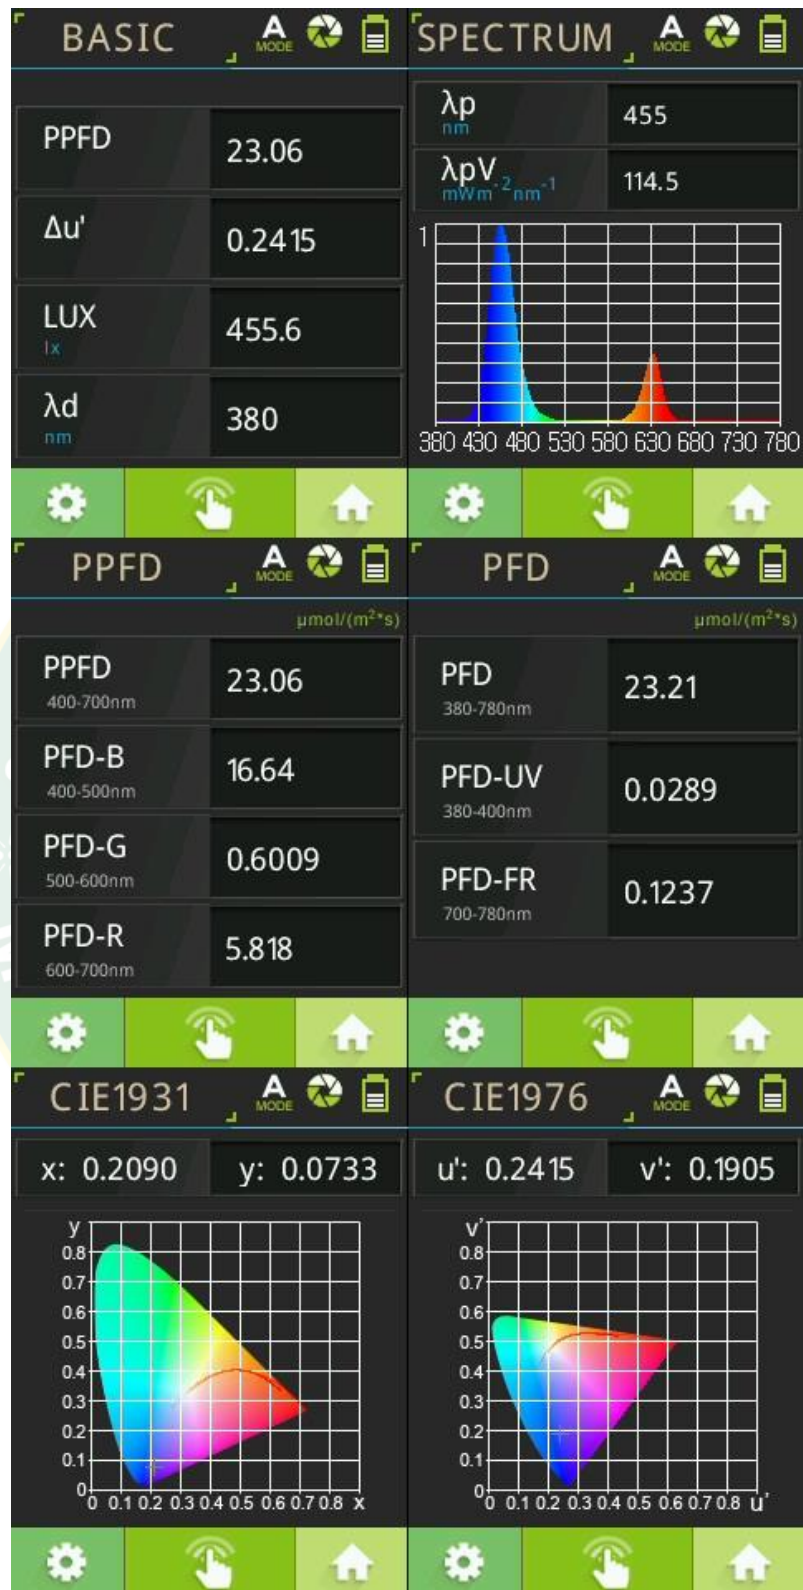 BASIC
A
MODE
PPFD
23.06
Δu'
0.2415
LUX
lx
455.6
λd
nm
380
SPECTRUM
A
MODE
λp
nm
455
λpV
mWm-2nm-1
114.5
1
380 430 480 530 580 630 680 730 780
PPFD
A
MODE
μmol/(m²*s)
PPFD
400-700nm
23.06
PFD-B
400-500nm
16.64
PFD-G
500-600nm
0.6009
PFD-R
600-700nm
5.818
PFD
A
MODE
μmol/(m²*s)
PFD
380-780nm
23.21
PFD-UV
380-400nm
0.0289
PFD-FR
700-780nm
0.1237
CIE1931
A
MODE
x: 0.2090 y: 0.0733
y
0.8
0.7
0.6
0.5
0.4
0.3
0.2
0.1
0
0 0.1 0.2 0.3 0.4 0.5 0.6 0.7 0.8 x
CIE1976
A
MODE
u': 0.2415 v': 0.1905
v'
0.8
0.7
0.6
0.5
0.4
0.3
0.2
0.1
0
0 0.1 0.2 0.3 0.4 0.5 0.6 0.7 0.8 u'